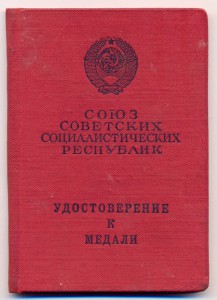 СОЮЗ
СОВЕТСКИХ
СОЦИАЛИСТИЧЕСКИХ
РЕСПУБЛИК
УДОСТОВЕРЕНИЕ
К
МЕДАЛИ